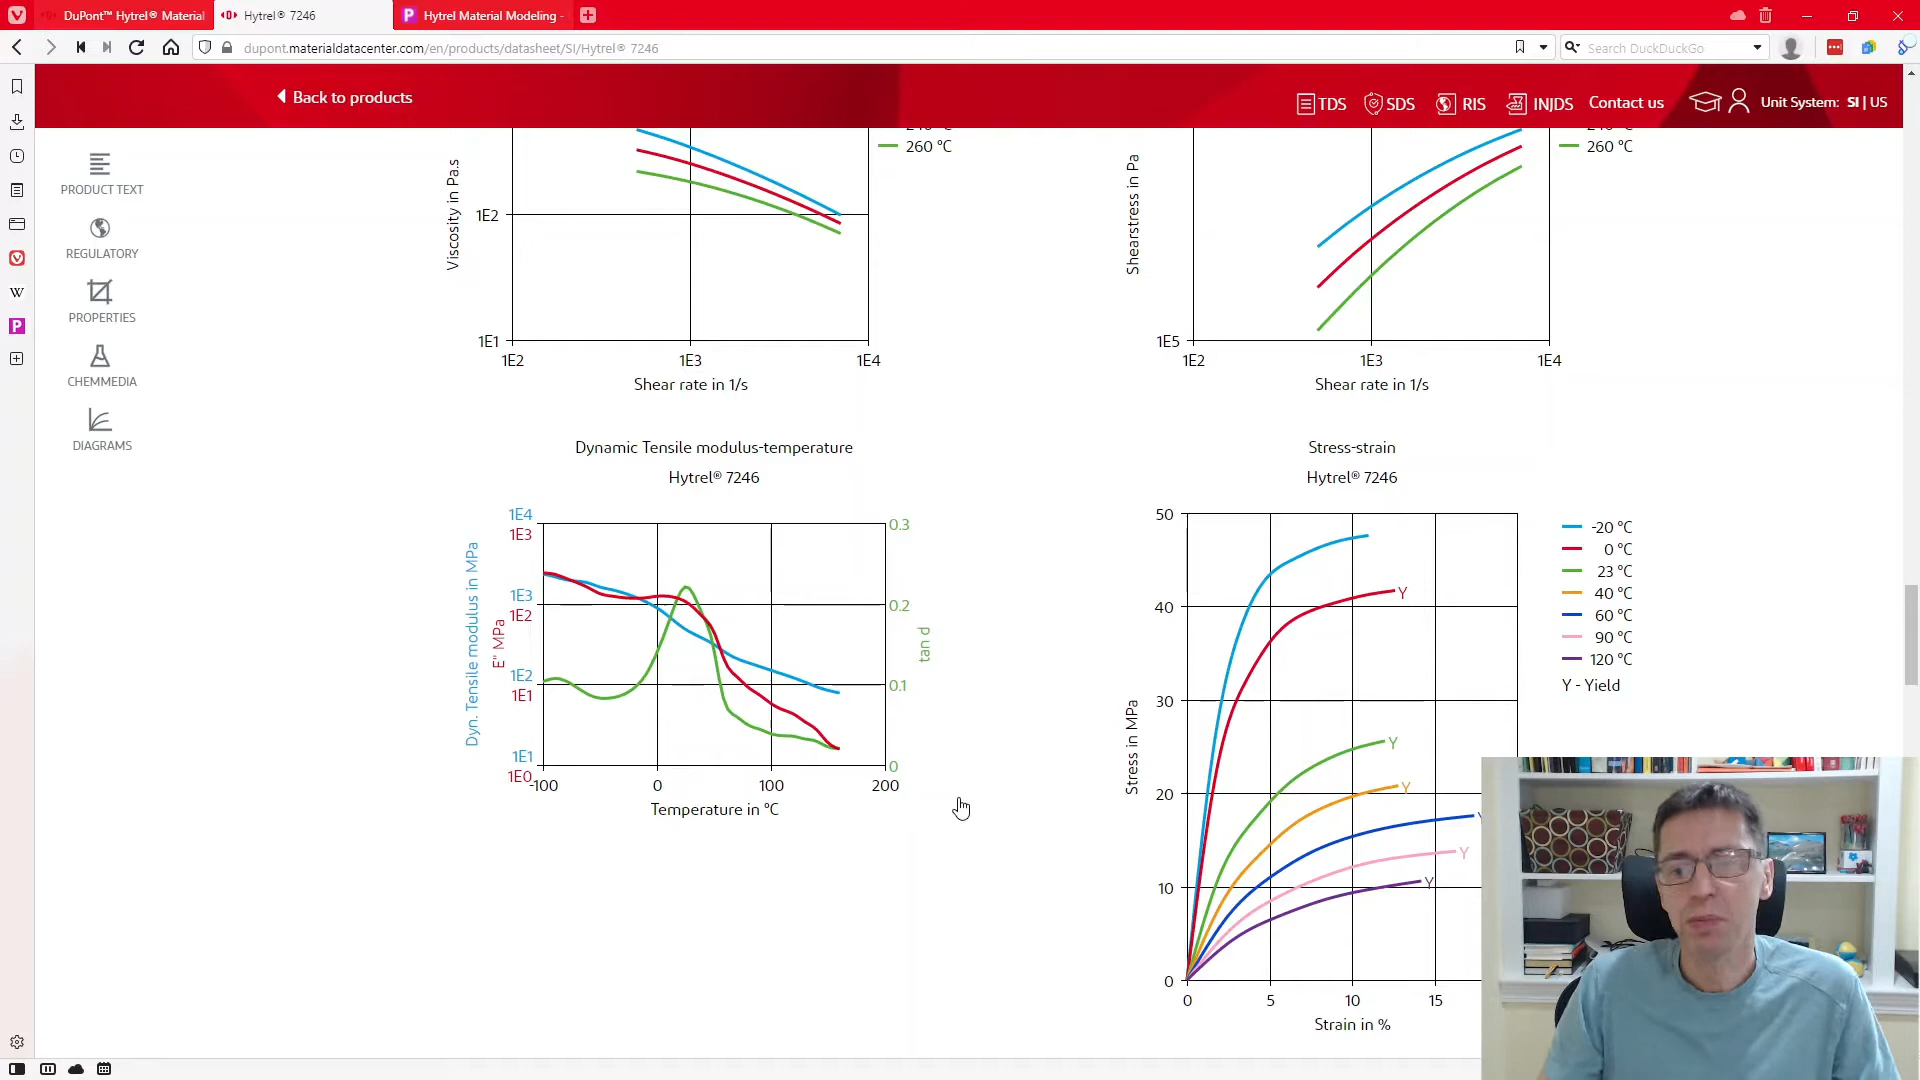 DuPont™ Hytrel® Material
Hytrel® 7246
Hytrel Material Modeling -
dupont.materialdatacenter.com/en/products/datasheet/SI/Hytrel® 7246
Search DuckDuckGo
Back to products
TDS
SDS
RIS
INJDS
Contact us
Unit System: SI | US
PRODUCT TEXT
REGULATORY
PROPERTIES
CHEMMEDIA
DIAGRAMS
Viscosity in Pa.s
1E2
1E1
1E2
1E3
1E4
Shear rate in 1/s
260 °C
Shearstress in Pa
1E5
1E2
1E3
1E4
Shear rate in 1/s
260 °C
Dynamic Tensile modulus-temperature
Hytrel® 7246
Dyn. Tensile modulus in MPa
E" MPa
1E4
1E3
1E3
1E2
1E2
1E1
1E1
1E0
0.3
0.2
0.1
0
tan d
-100
0
100
200
Temperature in °C
Stress-strain
Hytrel® 7246
Stress in MPa
50
40
30
20
10
0
0
5
10
15
Strain in %
Y
Y
Y
Y
Y
-20 °C
0 °C
23 °C
40 °C
60 °C
90 °C
120 °C
Y - Yield